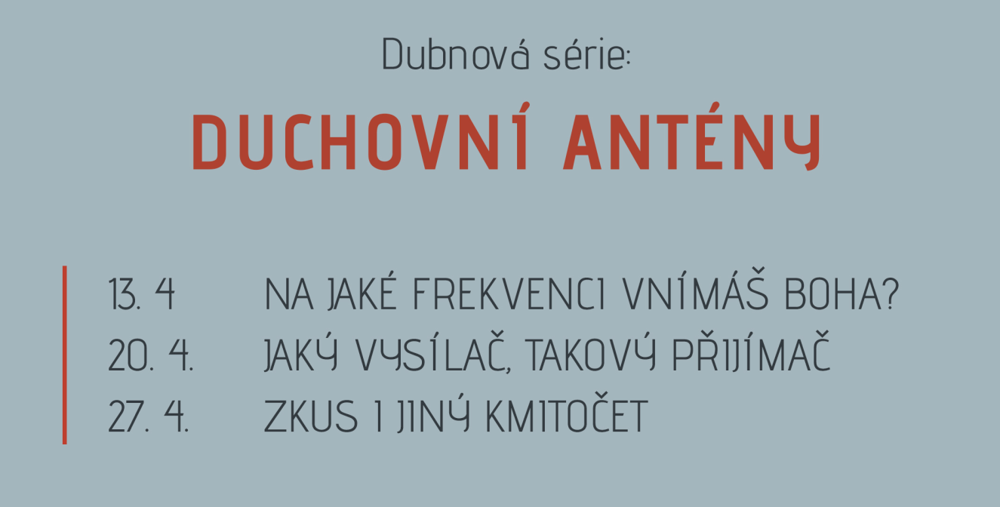 Dubnová série:
DUCHOVNÍ ANTÉNY
13. 4 NA JAKÉ FREKVENCI VNÍMÁŠ BOHA?
20. 4. JAKÝ VYSÍLAČ, TAKOVÝ PŘIJÍMAČ
27. 4. ZKUS I JINÝ KMITOČET